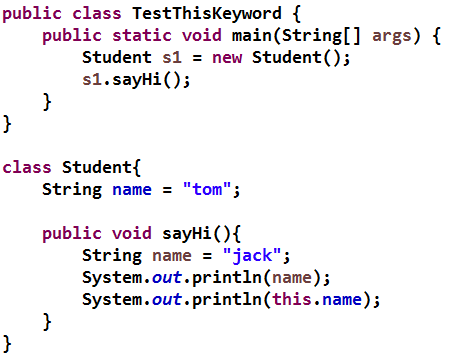 public class TestThisKeyword {
    public static void main(String[] args) {
        Student s1 = new Student();
        s1.sayHi();
    }
}

class Student{
    String name = "tom";

    public void sayHi(){
        String name = "jack";
        System.out.println(name);
        System.out.println(this.name);
    }
}